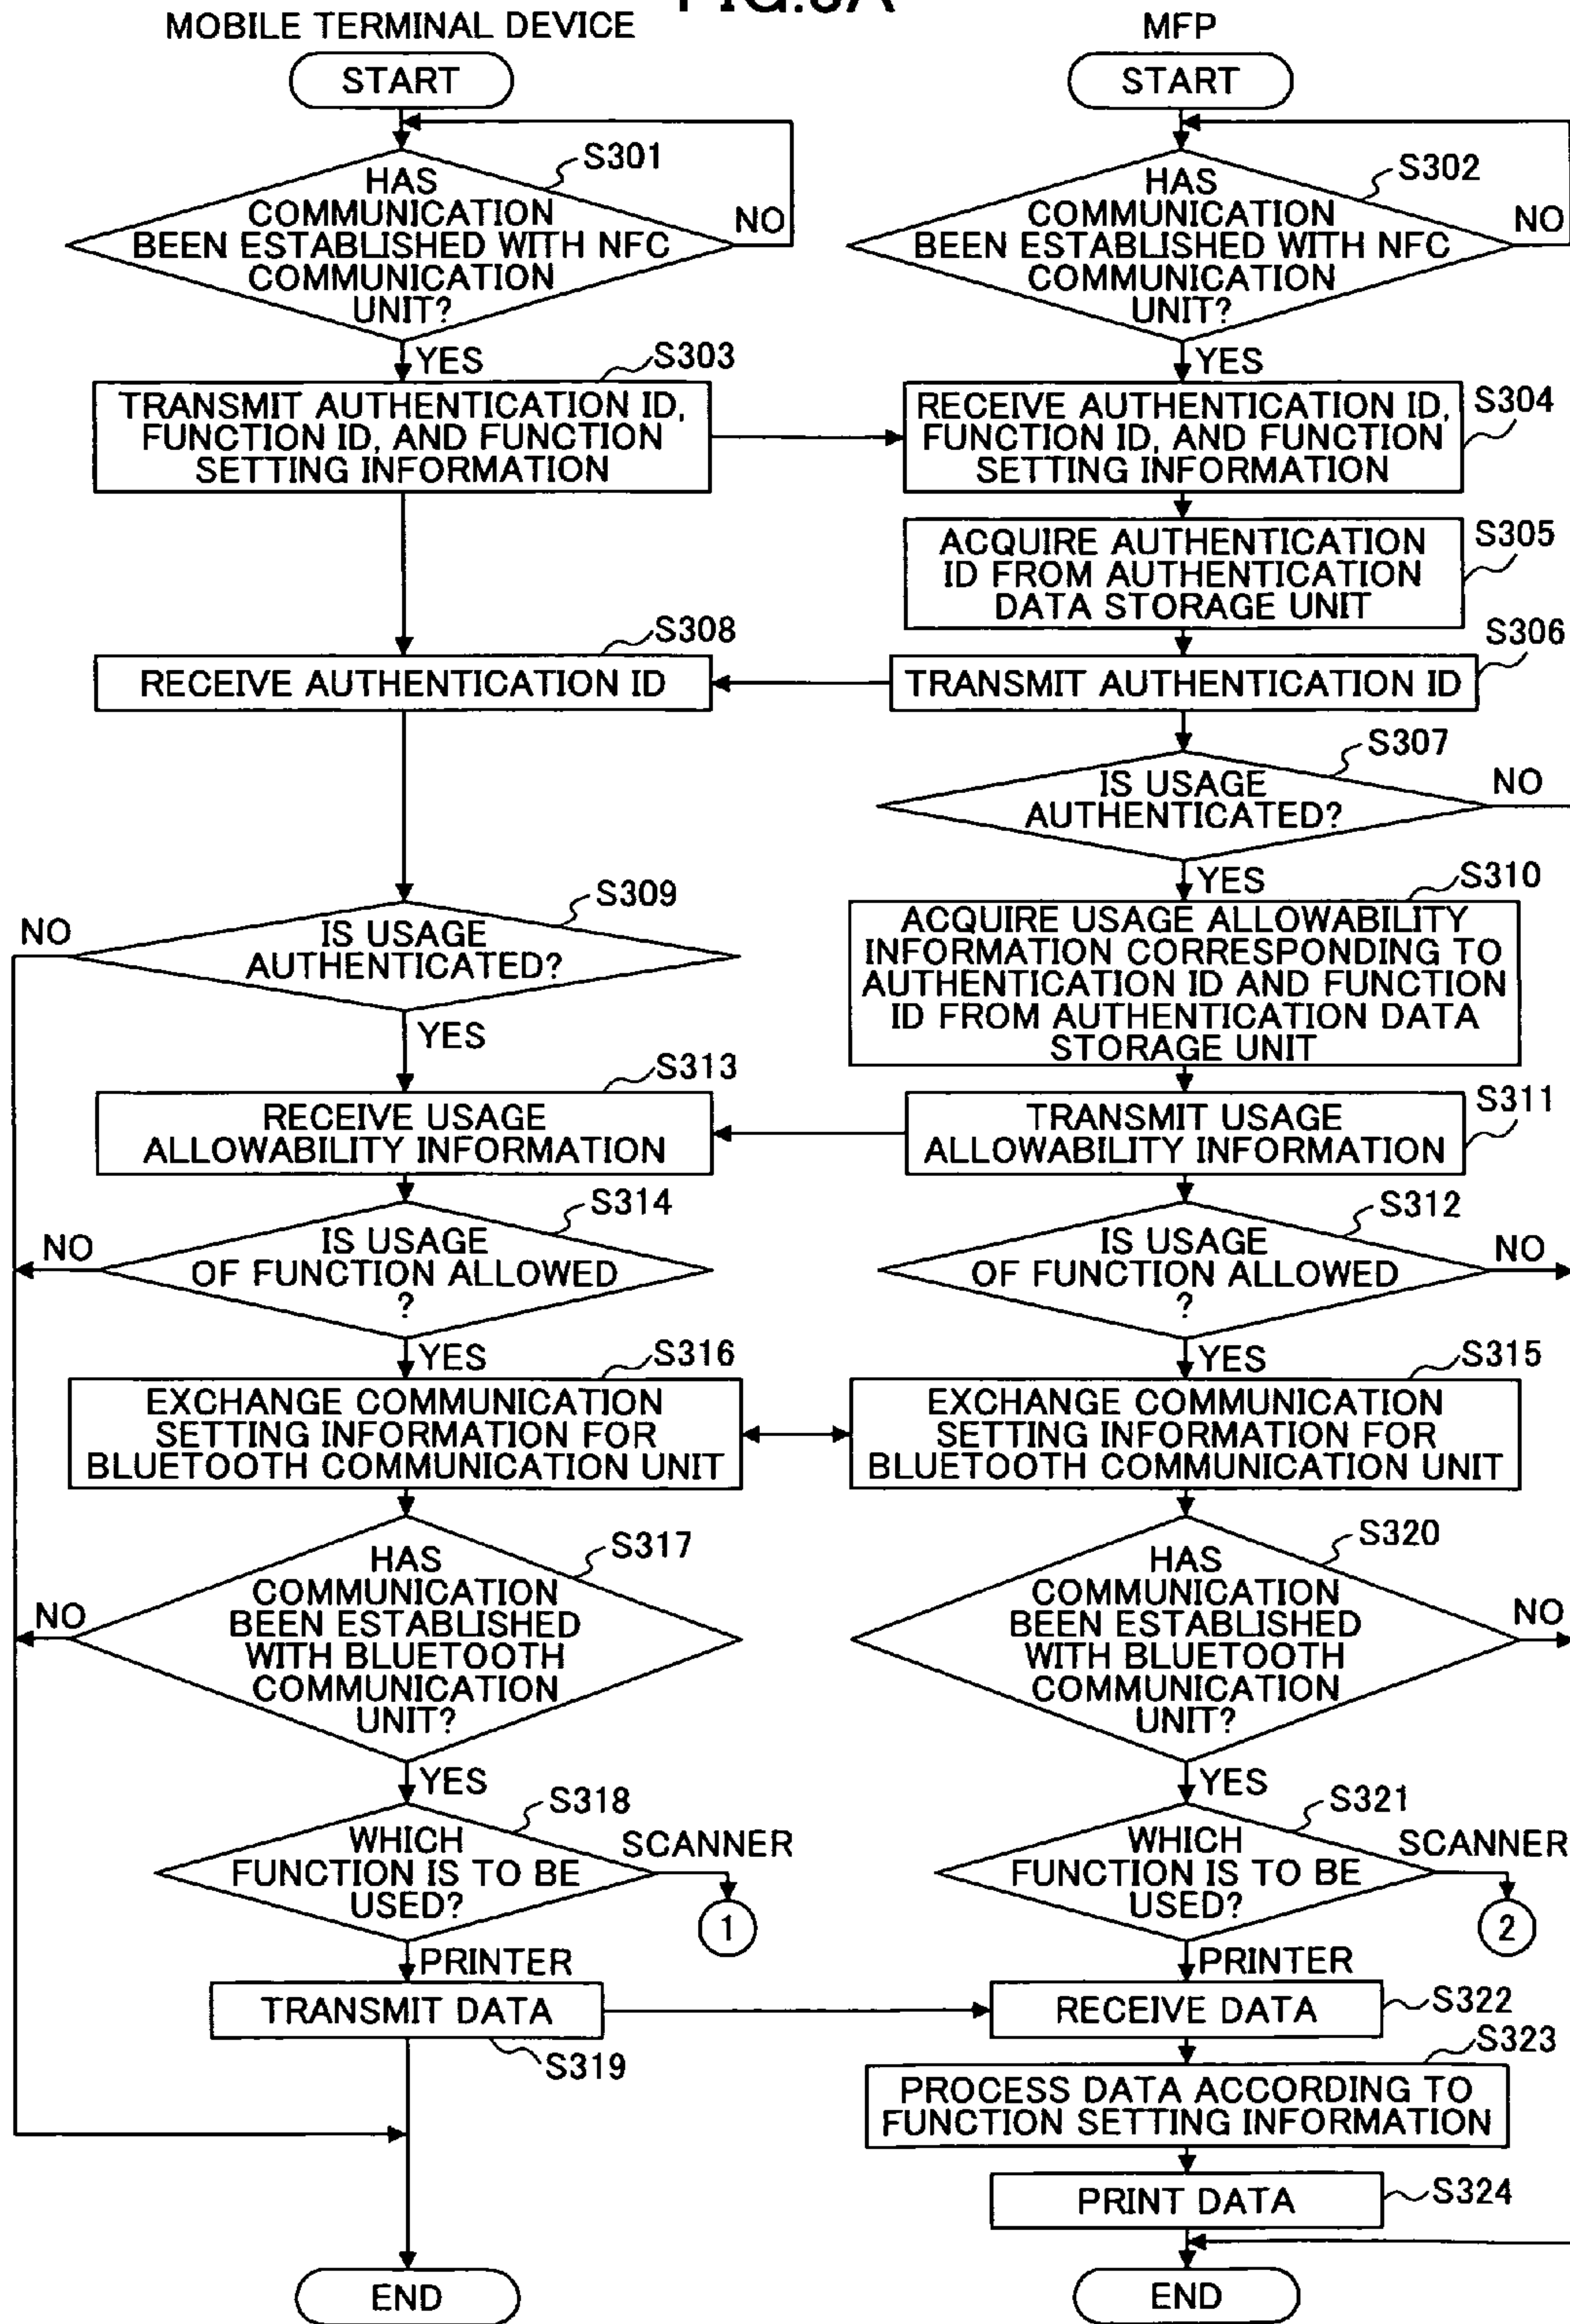 MOBILE TERMINAL DEVICE
MFP
START
START
S301
HAS
COMMUNICATION
BEEN ESTABLISHED WITH NFC
COMMUNICATION
UNIT?
NO
S302
HAS
COMMUNICATION
BEEN ESTABLISHED WITH NFC
COMMUNICATION
UNIT?
NO
YES
YES
S303
TRANSMIT AUTHENTICATION ID,
FUNCTION ID, AND FUNCTION
SETTING INFORMATION
RECEIVE AUTHENTICATION ID,
FUNCTION ID, AND FUNCTION
SETTING INFORMATION
S304
ACQUIRE AUTHENTICATION
ID FROM AUTHENTICATION
DATA STORAGE UNIT
S305
S308
RECEIVE AUTHENTICATION ID
S306
TRANSMIT AUTHENTICATION ID
S307
IS USAGE
AUTHENTICATED?
NO
YES
S309
NO
IS USAGE
AUTHENTICATED?
YES
S310
ACQUIRE USAGE ALLOWABILITY
INFORMATION CORRESPONDING TO
AUTHENTICATION ID AND FUNCTION
ID FROM AUTHENTICATION DATA
STORAGE UNIT
S313
RECEIVE USAGE
ALLOWABILITY INFORMATION
TRANSMIT USAGE
ALLOWABILITY INFORMATION
S311
S314
NO
IS USAGE
OF FUNCTION ALLOWED
?
S312
IS USAGE
OF FUNCTION ALLOWED
?
NO
YES
YES
S316
EXCHANGE COMMUNICATION
SETTING INFORMATION FOR
BLUETOOTH COMMUNICATION UNIT
S315
EXCHANGE COMMUNICATION
SETTING INFORMATION FOR
BLUETOOTH COMMUNICATION UNIT
S317
NO
HAS
COMMUNICATION
BEEN ESTABLISHED
WITH BLUETOOTH
COMMUNICATION
UNIT?
S320
HAS
COMMUNICATION
BEEN ESTABLISHED
WITH BLUETOOTH
COMMUNICATION
UNIT?
NO
YES
YES
S318
WHICH
FUNCTION IS TO BE
USED?
SCANNER
1
S321
WHICH
FUNCTION IS TO BE
USED?
SCANNER
2
PRINTER
PRINTER
TRANSMIT DATA
S319
RECEIVE DATA
S322
S323
PROCESS DATA ACCORDING TO
FUNCTION SETTING INFORMATION
PRINT DATA
S324
END
END